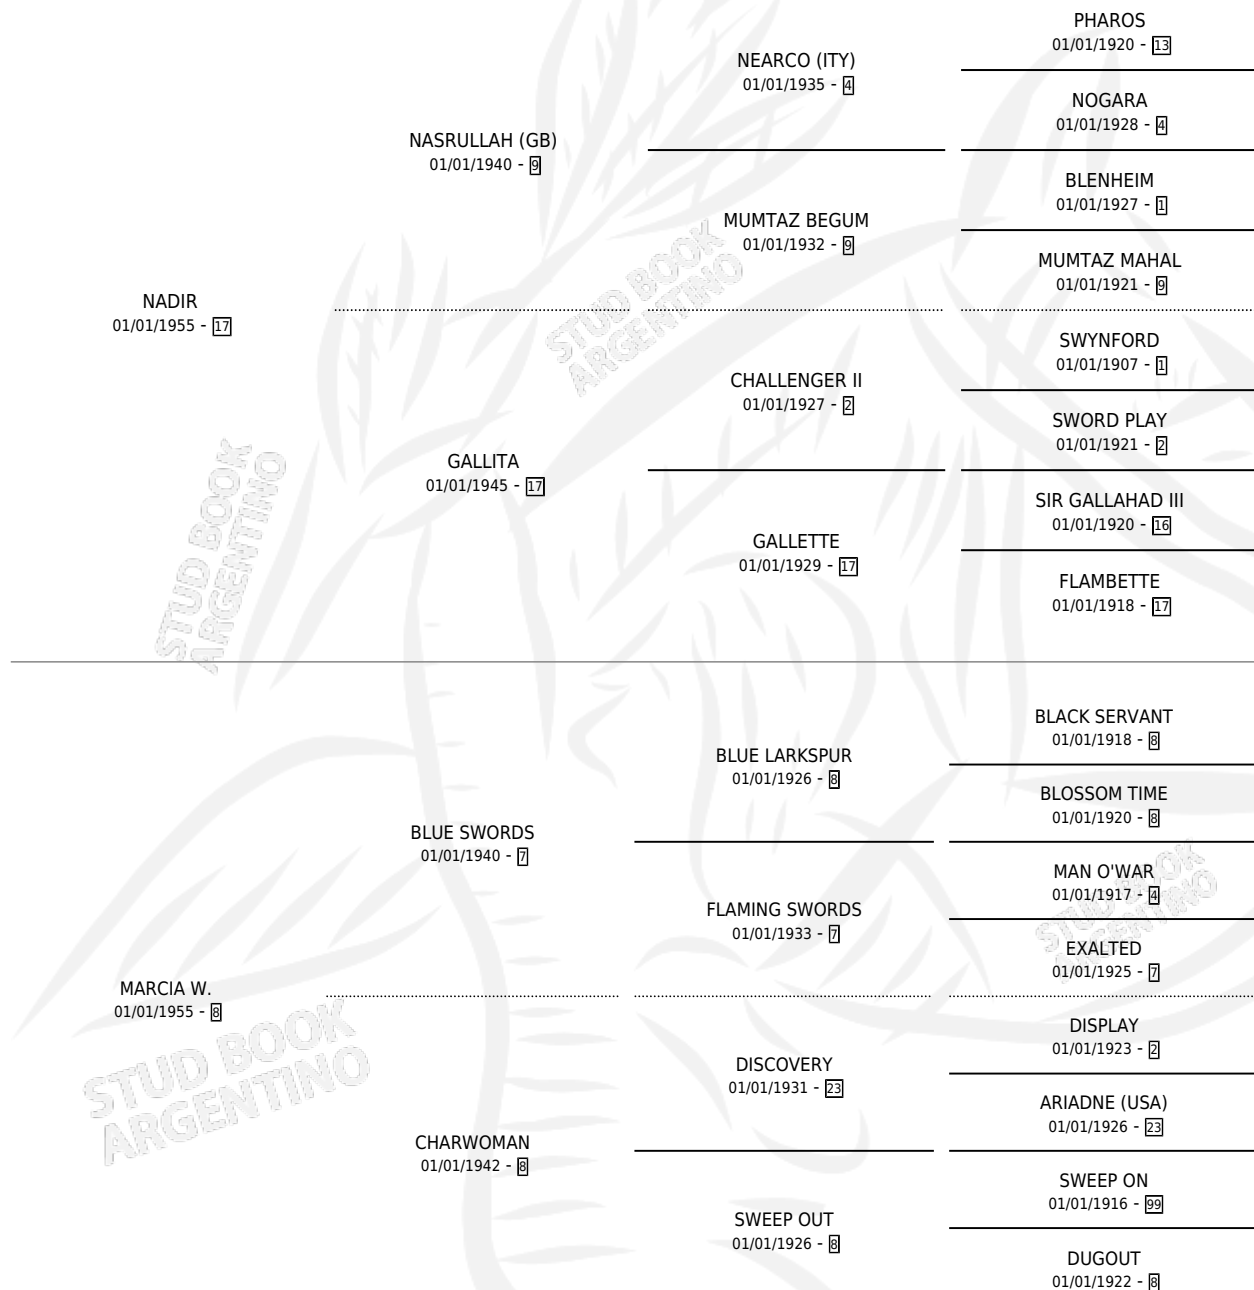 PHAROS
01/01/1920 - 13
NEARCO (ITY)
01/01/1935 - 4
NOGARA
01/01/1928 - 4
NASRULLAH (GB)
01/01/1940 - 9
BLENHEIM
01/01/1927 - 1
MUMTAZ BEGUM
01/01/1932 - 9
MUMTAZ MAHAL
01/01/1921 - 9
NADIR
01/01/1955 - 17
SWYNFORD
01/01/1907 - 1
CHALLENGER II
01/01/1927 - 2
SWORD PLAY
01/01/1921 - 2
GALLITA
01/01/1945 - 17
SIR GALLAHAD III
01/01/1920 - 16
GALLETTE
01/01/1929 - 17
FLAMBETTE
01/01/1918 - 17
BLACK SERVANT
01/01/1918 - 8
BLUE LARKSPUR
01/01/1926 - 8
BLOSSOM TIME
01/01/1920 - 8
BLUE SWORDS
01/01/1940 - 7
MAN O'WAR
01/01/1917 - 4
FLAMING SWORDS
01/01/1933 - 7
EXALTED
01/01/1925 - 7
MARCIA W.
01/01/1955 - 8
DISPLAY
01/01/1923 - 2
DISCOVERY
01/01/1931 - 23
ARIADNE (USA)
01/01/1926 - 23
CHARWOMAN
01/01/1942 - 8
SWEEP ON
01/01/1916 - 99
SWEEP OUT
01/01/1926 - 8
DUGOUT
01/01/1922 - 8
STUD BOOK
ARGENTINO
STUD BOOK
ARGENTINO
STUD BOOK
ARGENTINO
STUD BOOK
ARGENTINO